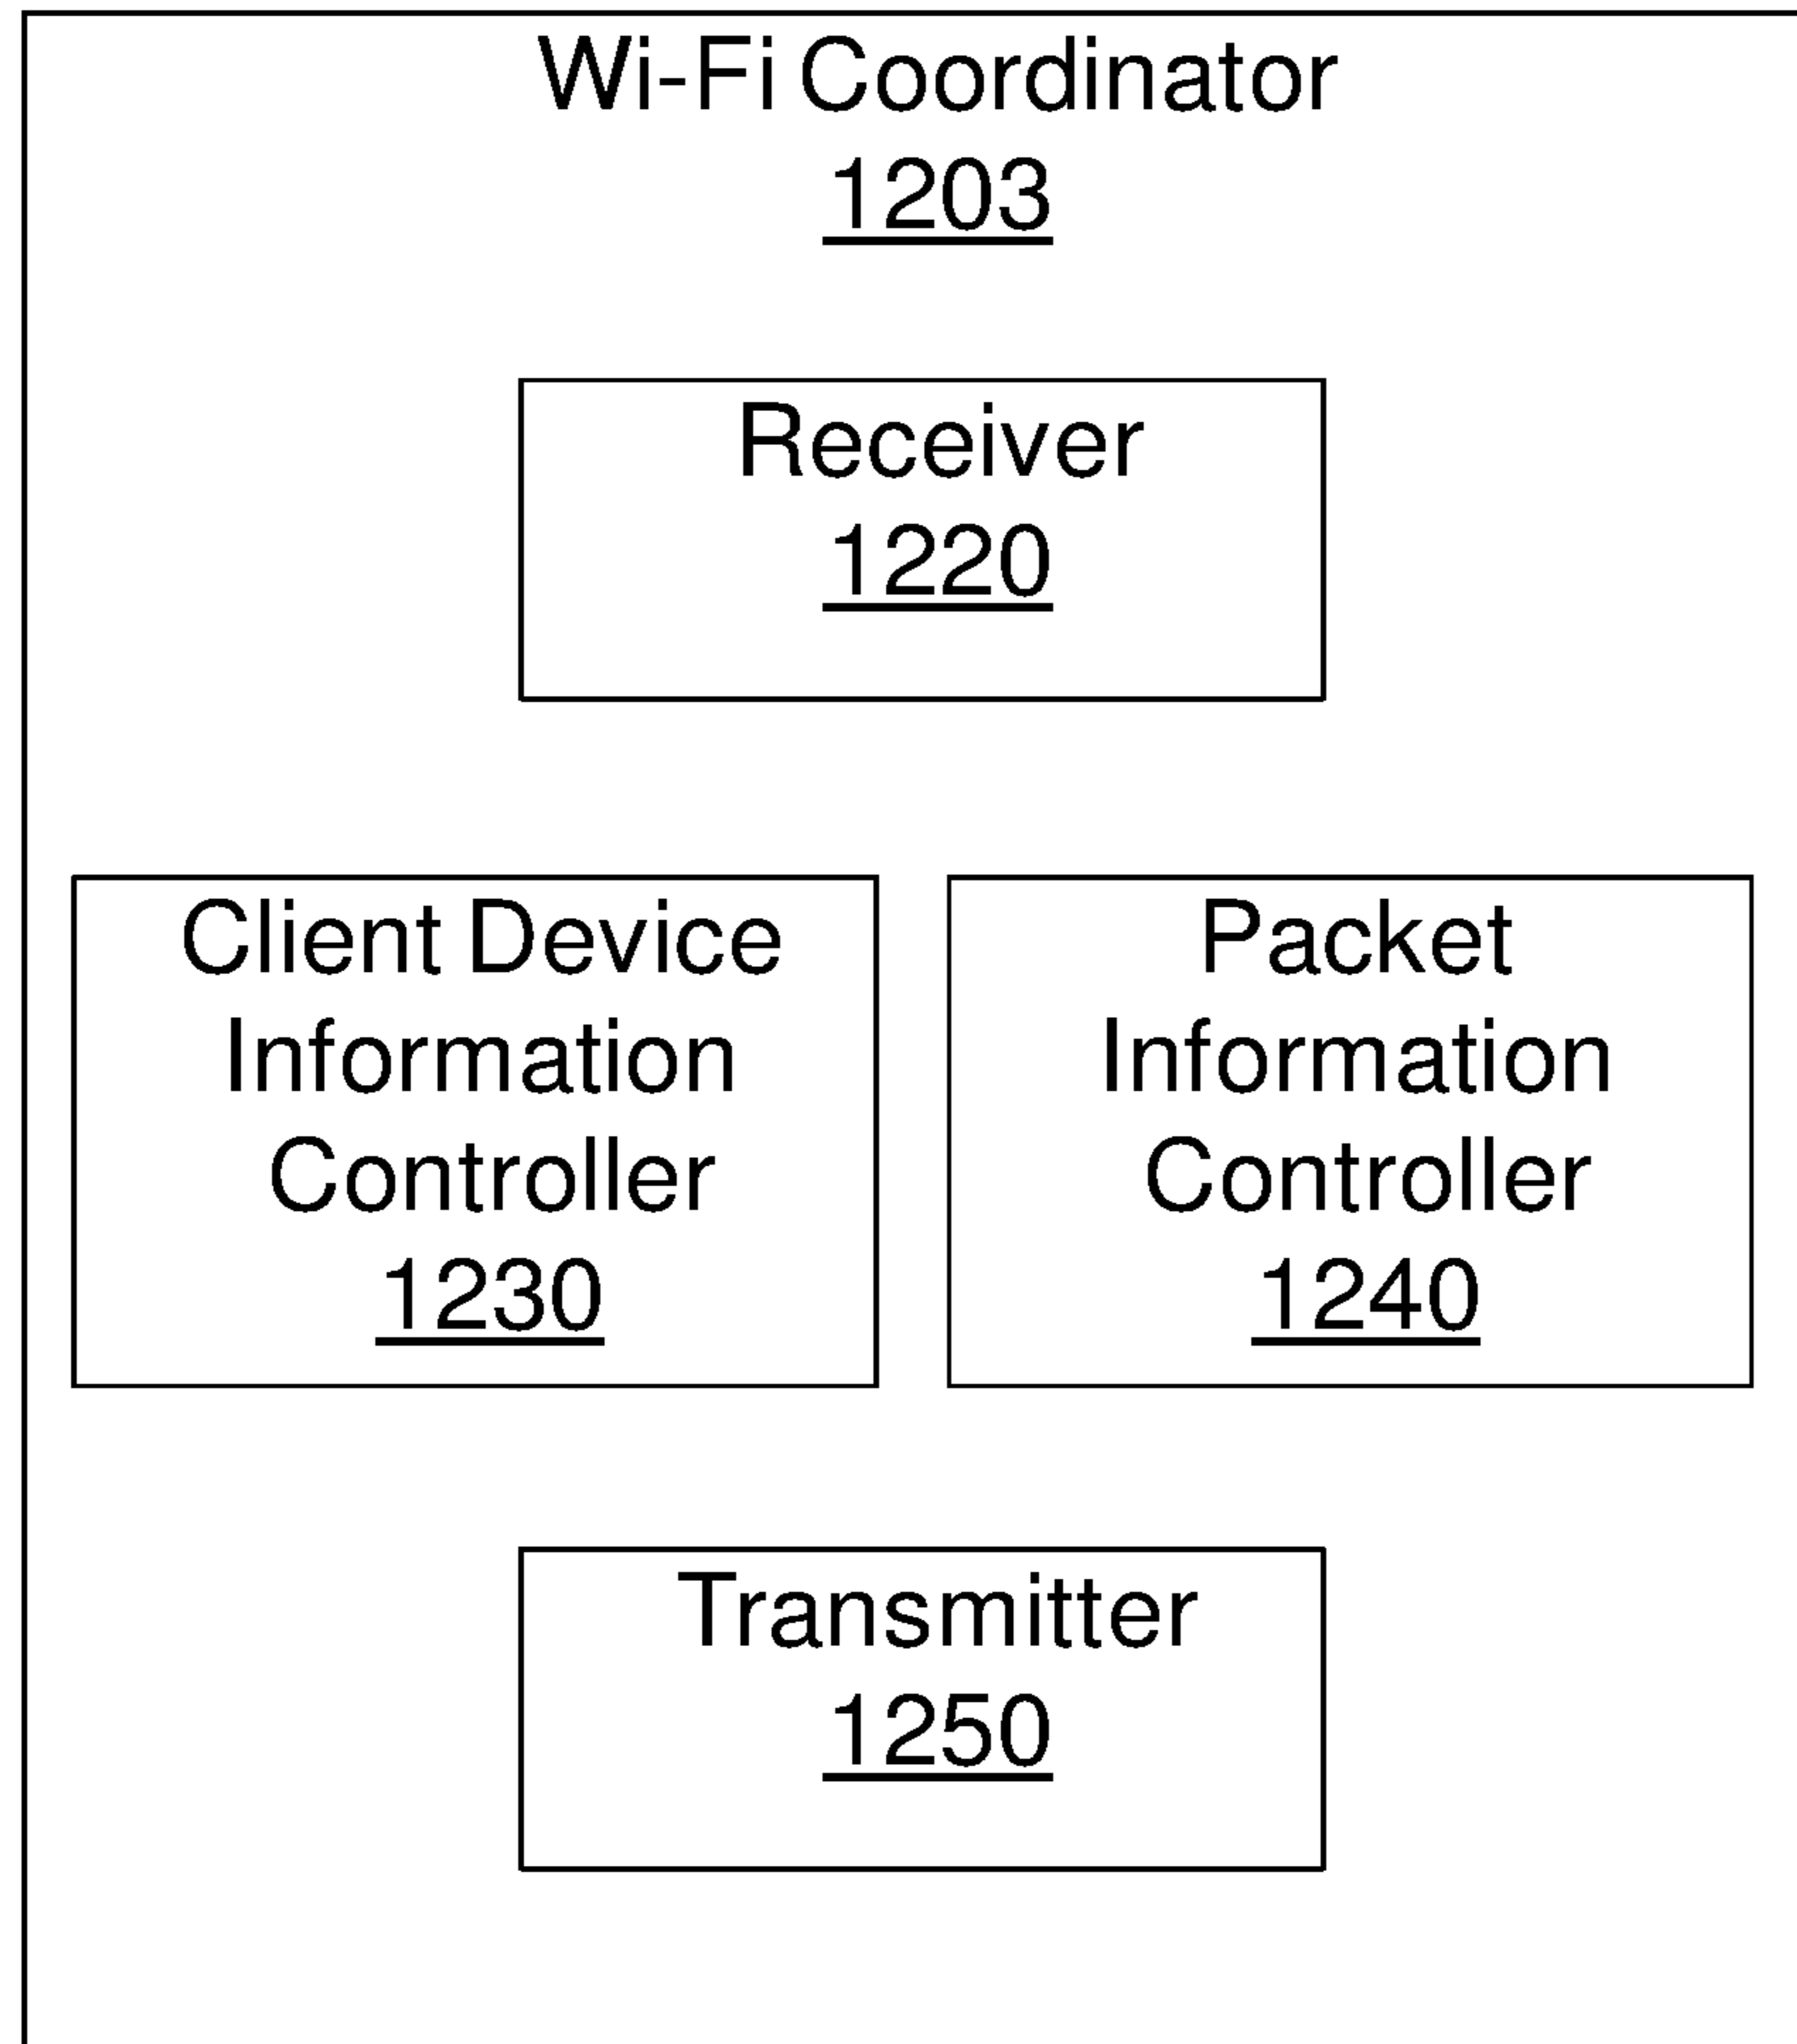 Wi-Fi Coordinator
1203
Receiver
1220
Client Device
Information
Controller
1230
Packet
Information
Controller
1240
Transmitter
1250